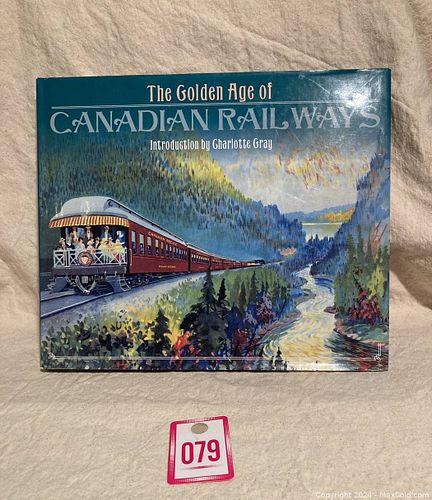 The Golden Age of
CANADIAN RAILWAYS
Introduction by Charlotte Gray
079
Copyright 2024 - MaxSold.com